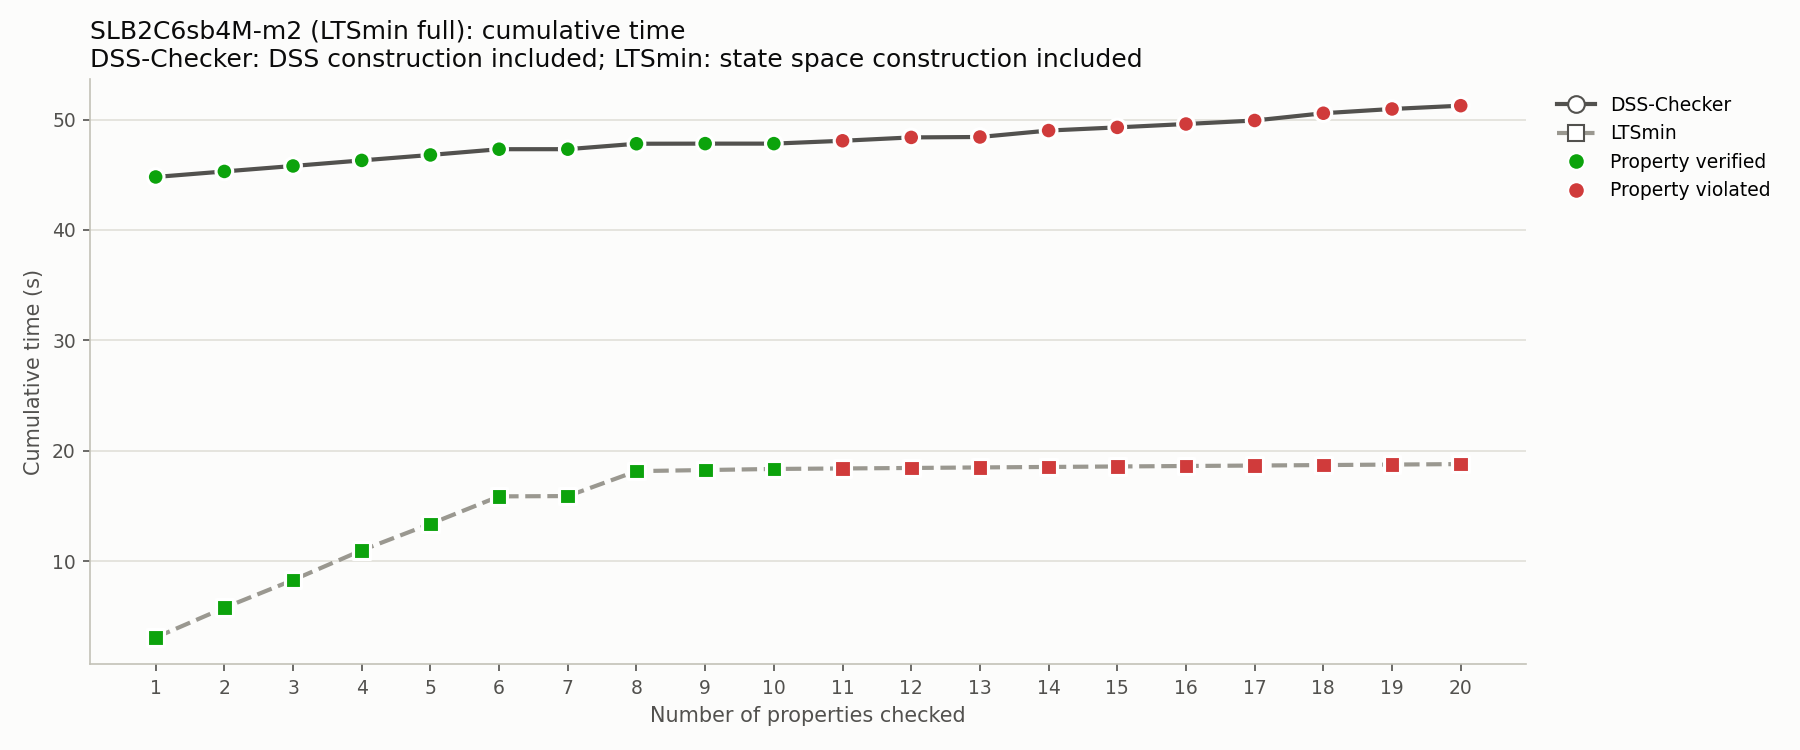 SLB2C6sb4M-m2 (LTSmin full): cumulative time
DSS-Checker: DSS construction included; LTSmin: state space construction included
DSS-Checker
LTSmin
Property verified
Property violated
Cumulative time (s)
50
40
30
20
10
1 2 3 4 5 6 7 8 9 10 11 12 13 14 15 16 17 18 19 20
Number of properties checked